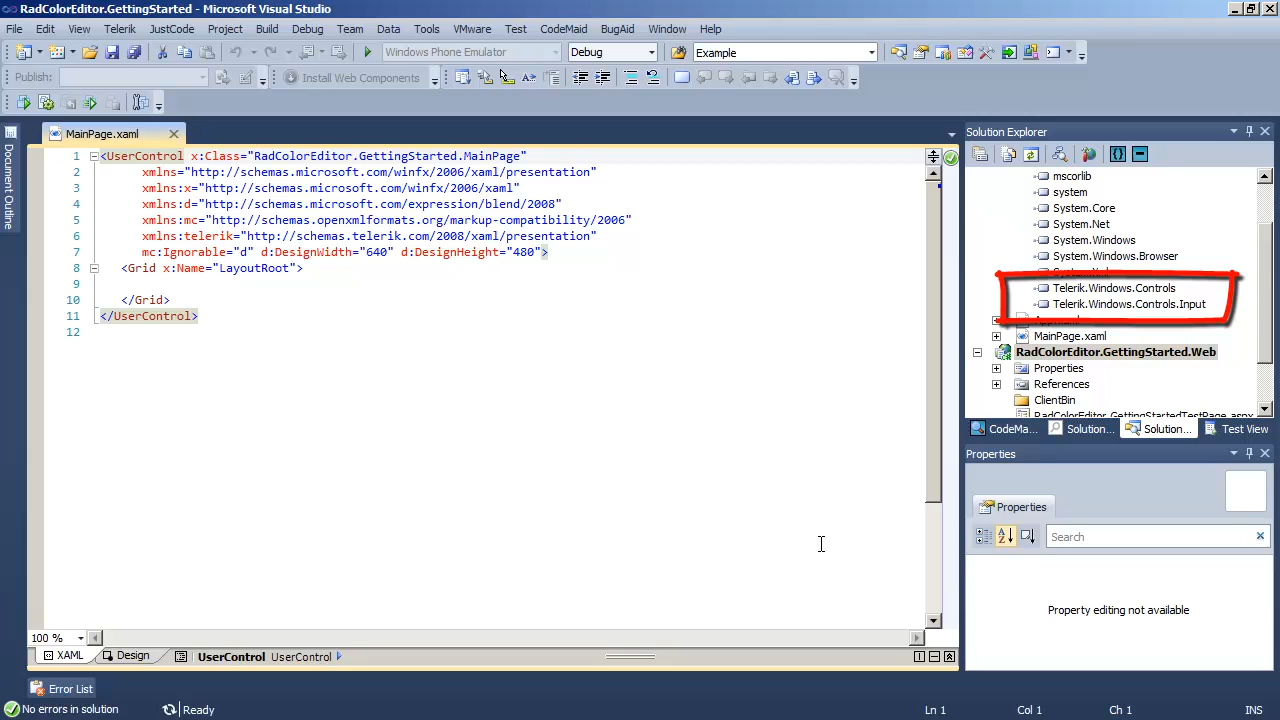 RadColorEditor.GettingStarted - Microsoft Visual Studio
File Edit View Telerik JustCode Project Build Debug Team Data Tools VMware Test CodeMaid BugAid Window Help
Windows Phone Emulator Debug Example
Publish: Install Web Components
Document Outline
MainPage.xaml
1 <UserControl x:Class="RadColorEditor.GettingStarted.MainPage"
2 xmlns="http://schemas.microsoft.com/winfx/2006/xaml/presentation"
3 xmlns:x="http://schemas.microsoft.com/winfx/2006/xaml"
4 xmlns:d="http://schemas.microsoft.com/expression/blend/2008"
5 xmlns:mc="http://schemas.openxmlformats.org/markup-compatibility/2006"
6 xmlns:telerik="http://schemas.telerik.com/2008/xaml/presentation"
7 mc:Ignorable="d" d:DesignWidth="640" d:DesignHeight="480">
8 <Grid x:Name="LayoutRoot">
9
10 </Grid>
11 </UserControl>
12
100 %
XAML Design UserControl UserControl
Solution Explorer
mscorlib
system
System.Core
System.Net
System.Windows
System.Windows.Browser
Telerik.Windows.Controls
Telerik.Windows.Controls.Input
MainPage.xaml
RadColorEditor.GettingStarted.Web
Properties
References
ClientBin
RadColorEditor.GettingStartedTestPage.aspx
CodeMa... Solution... Solution... Test View
Properties
Properties
Search
Property editing not available
Error List
No errors in solution Ready Ln 1 Col 1 Ch 1 INS